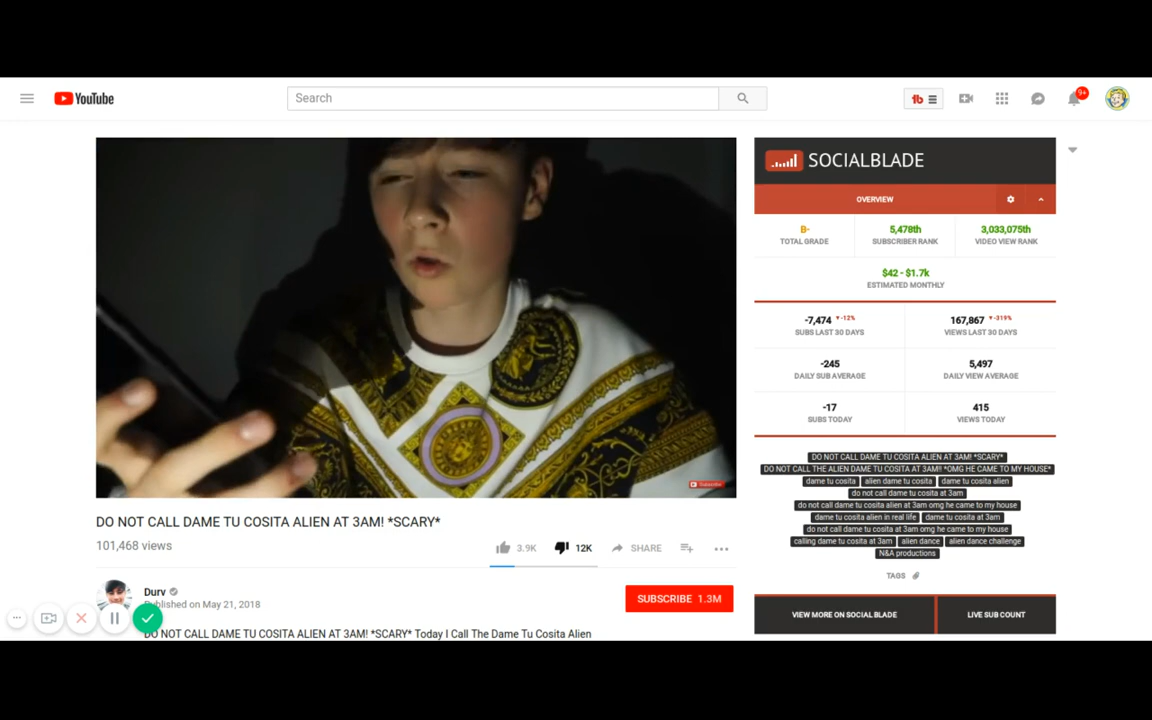 YouTube
Search
9+
SOCIALBLADE
OVERVIEW
B-
TOTAL GRADE
5,478th
SUBSCRIBER RANK
3,033,075th
VIDEO VIEW RANK
$42 - $1.7k
ESTIMATED MONTHLY
-7,474 -12%
SUBS LAST 30 DAYS
167,867 -319%
VIEWS LAST 30 DAYS
-245
DAILY SUB AVERAGE
5,497
DAILY VIEW AVERAGE
-17
SUBS TODAY
415
VIEWS TODAY
DO NOT CALL DAME TU COSITA ALIEN AT 3AM! *SCARY*
DO NOT CALL THE ALIEN DAME TU COSITA AT 3AM!! *OMG HE CAME TO MY HOUSE*
dame tu cosita alien dame tu cosita dame tu cosita alien
do not call dame tu cosita at 3am
do not call dame tu cosita alien at 3am omg he came to my house
dame tu cosita alien in real life dame tu cosita at 3am
do not call dame tu cosita at 3am omg he came to my house
calling dame tu cosita at 3am alien dance alien dance challenge
N&A productions
TAGS
VIEW MORE ON SOCIAL BLADE
LIVE SUB COUNT
Subscribe
DO NOT CALL DAME TU COSITA ALIEN AT 3AM! *SCARY*
101,468 views
3.9K 12K SHARE
Durv
Published on May 21, 2018
SUBSCRIBE 1.3M
DO NOT CALL DAME TU COSITA ALIEN AT 3AM! *SCARY* Today I Call The Dame Tu Cosita Alien